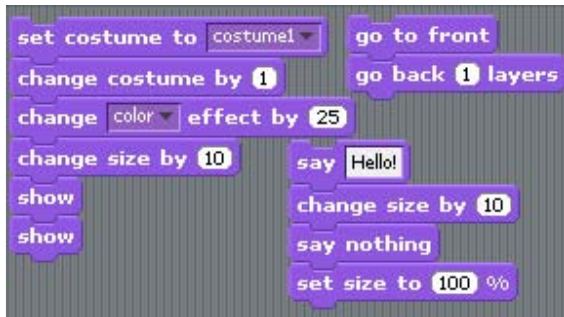 set costume to costume1
change costume by 1
change color effect by 25
change size by 10
show
show
go to front
go back 1 layers
say Hello!
change size by 10
say nothing
set size to 100 %